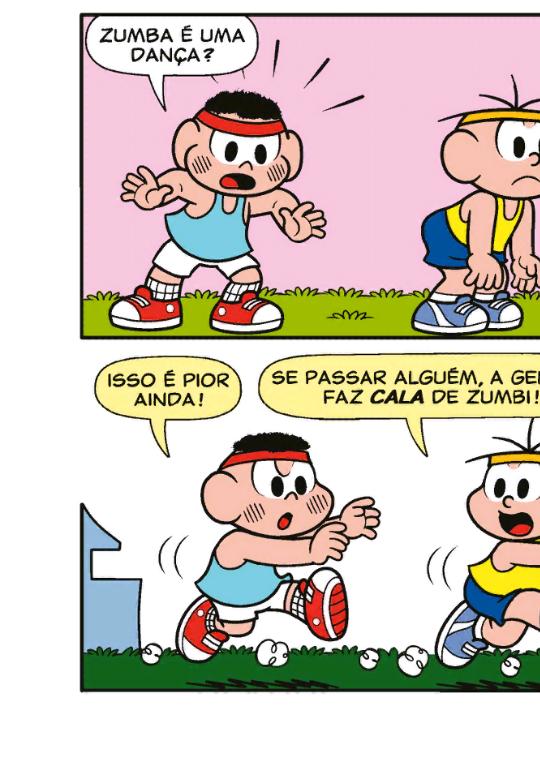 ZUMBA É UMA
DANÇA?
ISSO É PIOR
AINDA!
SE PASSAR ALGUÉM, A
FAZ CALA DE ZUMBI!